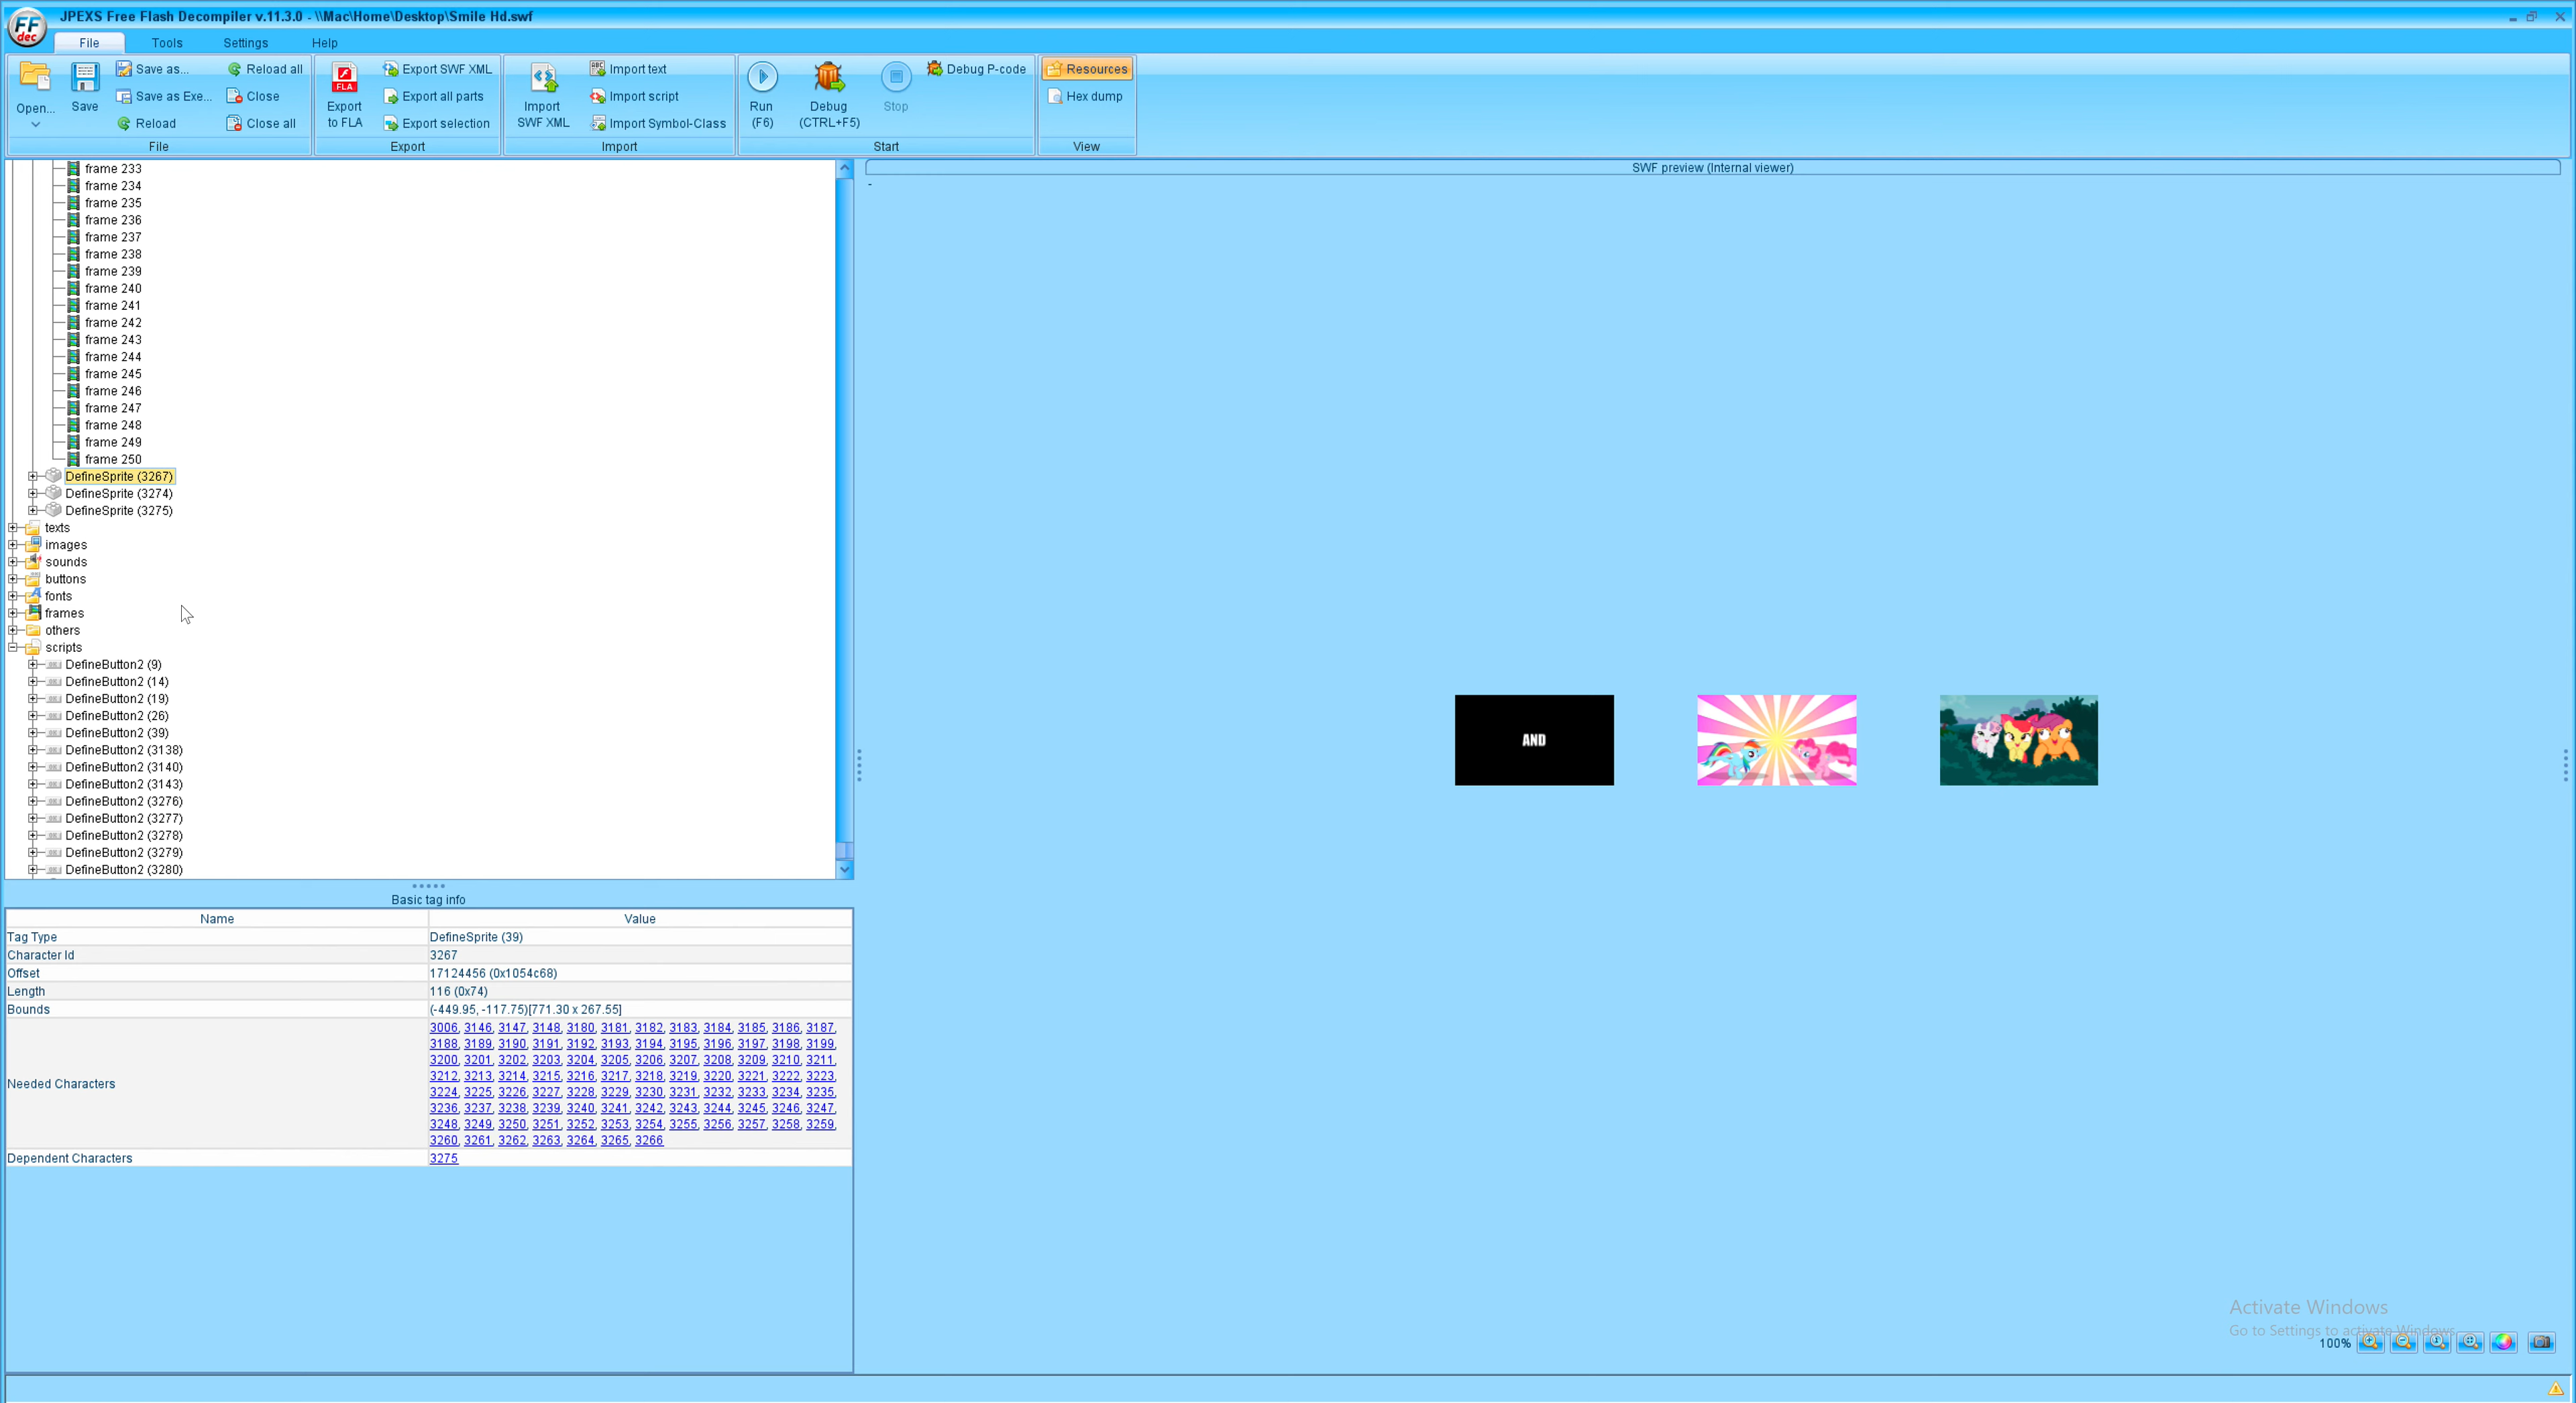 JPEXS Free Flash Decompiler v.11.3.0 - \\Mac\Home\Desktop\Smile Hd.swf
FF
dec
File Tools Settings Help
Open... Save Save as... Save as Exe... Reload Reload all Close Close all
File
Export to FLA Export SWF XML Export all parts Export selection
Export
Import SWF XML Import text Import script Import Symbol-Class
Import
Run (F6) Debug (CTRL+F5) Stop Debug P-code
Start
Resources Hex dump
View
SWF preview (Internal viewer)
-
frame 233
frame 234
frame 235
frame 236
frame 237
frame 238
frame 239
frame 240
frame 241
frame 242
frame 243
frame 244
frame 245
frame 246
frame 247
frame 248
frame 249
frame 250
DefineSprite (3267)
DefineSprite (3274)
DefineSprite (3275)
texts
images
sounds
buttons
fonts
frames
others
scripts
DefineButton2 (9)
DefineButton2 (14)
DefineButton2 (19)
DefineButton2 (26)
DefineButton2 (39)
DefineButton2 (3138)
DefineButton2 (3140)
DefineButton2 (3143)
DefineButton2 (3276)
DefineButton2 (3277)
DefineButton2 (3278)
DefineButton2 (3279)
DefineButton2 (3280)
AND
Basic tag info
Name Value
Tag Type DefineSprite (39)
Character Id 3267
Offset 17124456 (0x1054c68)
Length 116 (0x74)
Bounds (-449.95, -117.75)[771.30 x 267.55]
Needed Characters
3006, 3146, 3147, 3148, 3180, 3181, 3182, 3183, 3184, 3185, 3186, 3187,
3188, 3189, 3190, 3191, 3192, 3193, 3194, 3195, 3196, 3197, 3198, 3199,
3200, 3201, 3202, 3203, 3204, 3205, 3206, 3207, 3208, 3209, 3210, 3211,
3212, 3213, 3214, 3215, 3216, 3217, 3218, 3219, 3220, 3221, 3222, 3223,
3224, 3225, 3226, 3227, 3228, 3229, 3230, 3231, 3232, 3233, 3234, 3235,
3236, 3237, 3238, 3239, 3240, 3241, 3242, 3243, 3244, 3245, 3246, 3247,
3248, 3249, 3250, 3251, 3252, 3253, 3254, 3255, 3256, 3257, 3258, 3259,
3260, 3261, 3262, 3263, 3264, 3265, 3266
Dependent Characters 3275
Activate Windows
Go to Settings to activate Windows.
100%